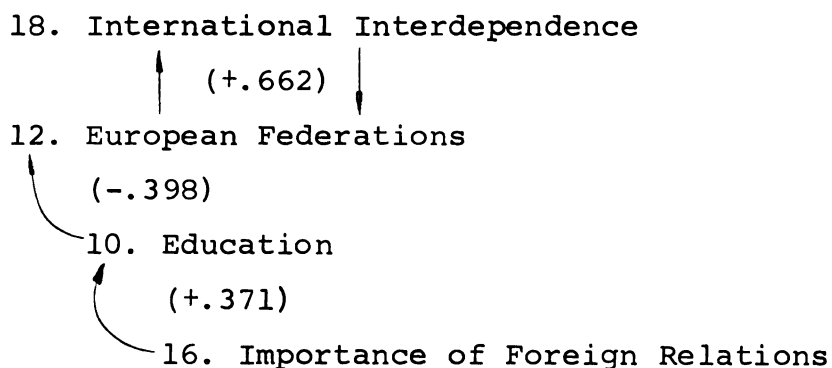 18. International Interdependence
(+.662)
12. European Federations
(-.398)
10. Education
(+.371)
16. Importance of Foreign Relations